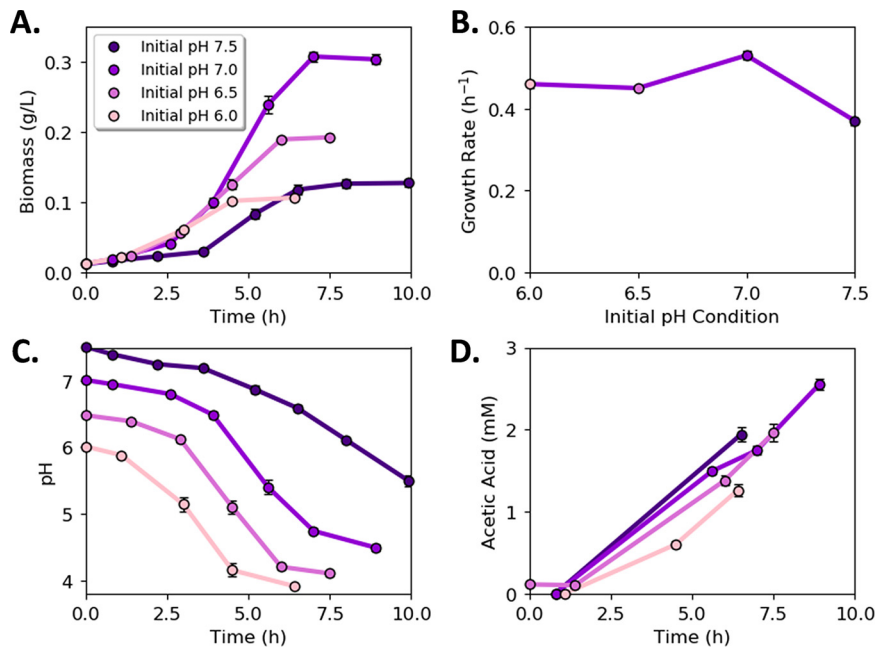 A.
Biomass (g/L)
0.3
0.2
0.1
0.0
Initial pH 7.5
Initial pH 7.0
Initial pH 6.5
Initial pH 6.0
0.0 2.5 5.0 7.5 10.0
Time (h)
B.
Growth Rate (h⁻¹)
0.6
0.4
0.2
0.0
6.0 6.5 7.0 7.5
Initial pH Condition
C.
pH
7
6
5
4
0.0 2.5 5.0 7.5 10.0
Time (h)
D.
Acetic Acid (mM)
3
2
1
0
0.0 2.5 5.0 7.5 10.0
Time (h)